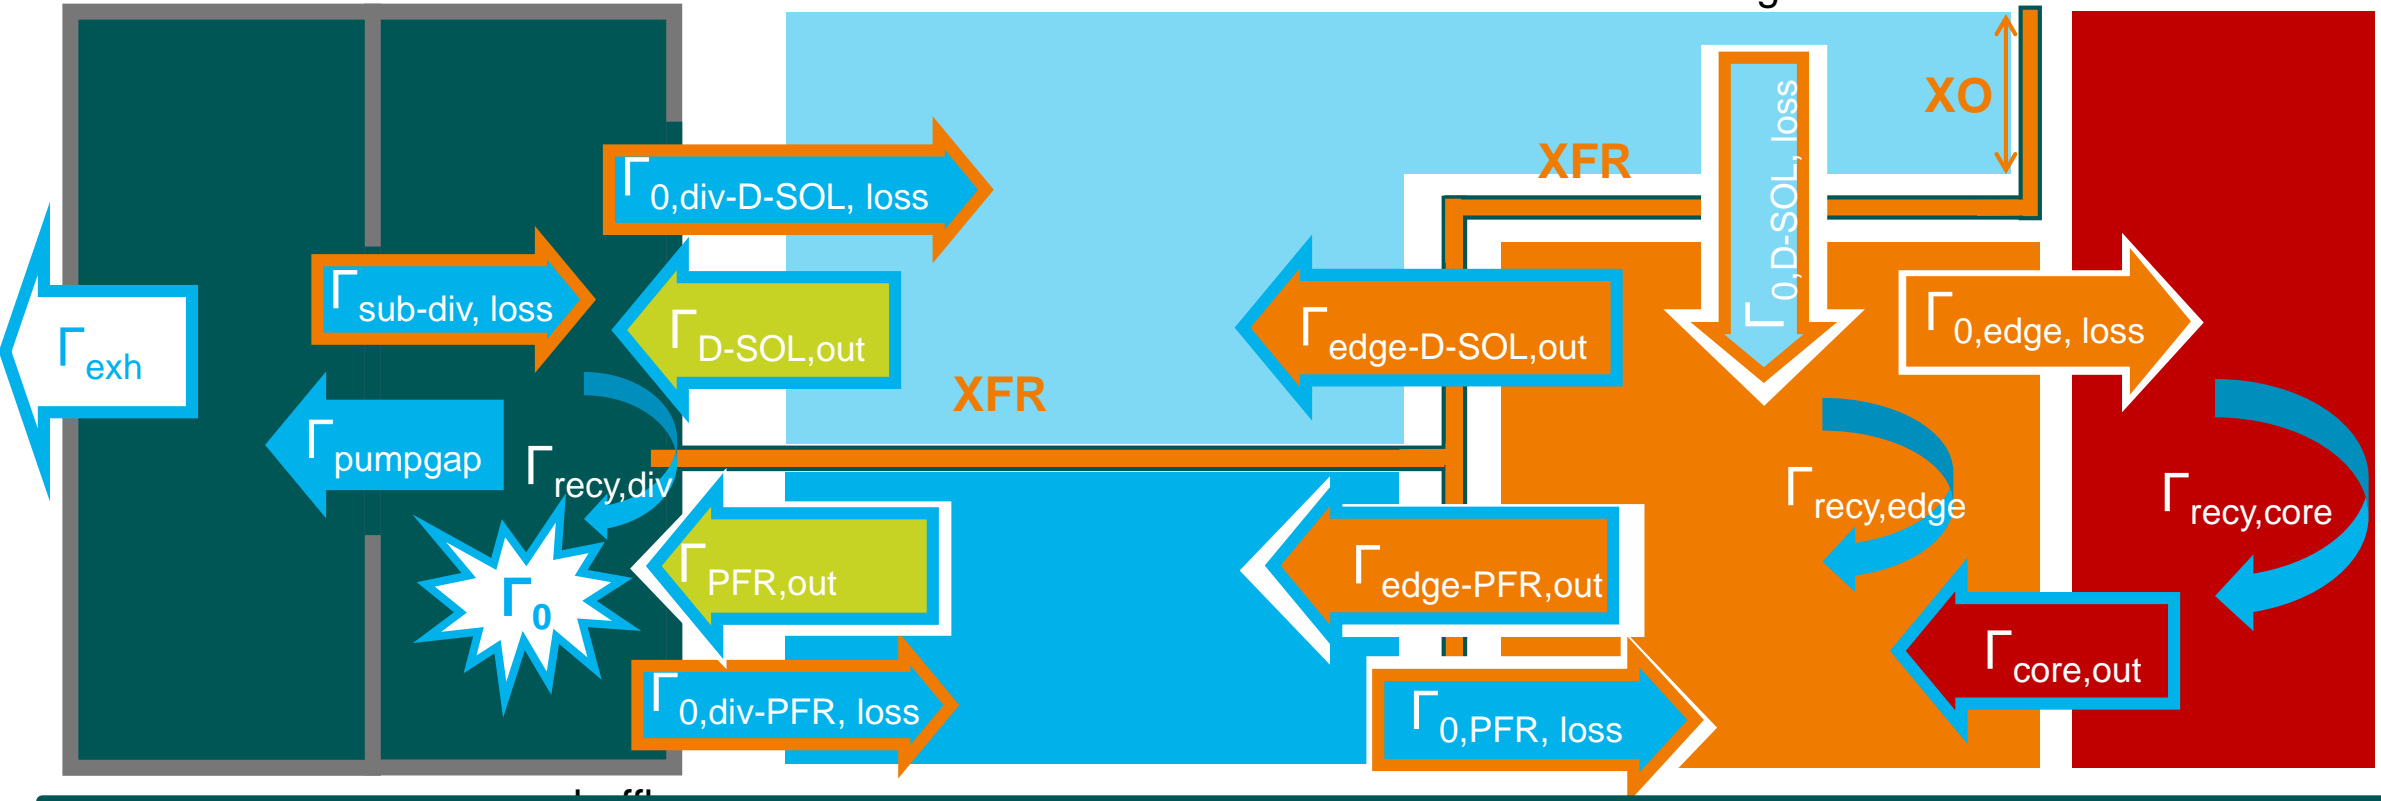 XO
XFR
Γ0,D-SOL, loss
Γ0,div-D-SOL, loss
Γsub-div, loss
Γexh
ΓD-SOL,out
Γedge-D-SOL,out
Γ0,edge, loss
XFR
Γpumpgap
Γrecy,div
Γrecy,edge
Γrecy,core
Γ0
ΓPFR,out
Γedge-PFR,out
Γcore,out
Γ0,div-PFR, loss
Γ0,PFR, loss